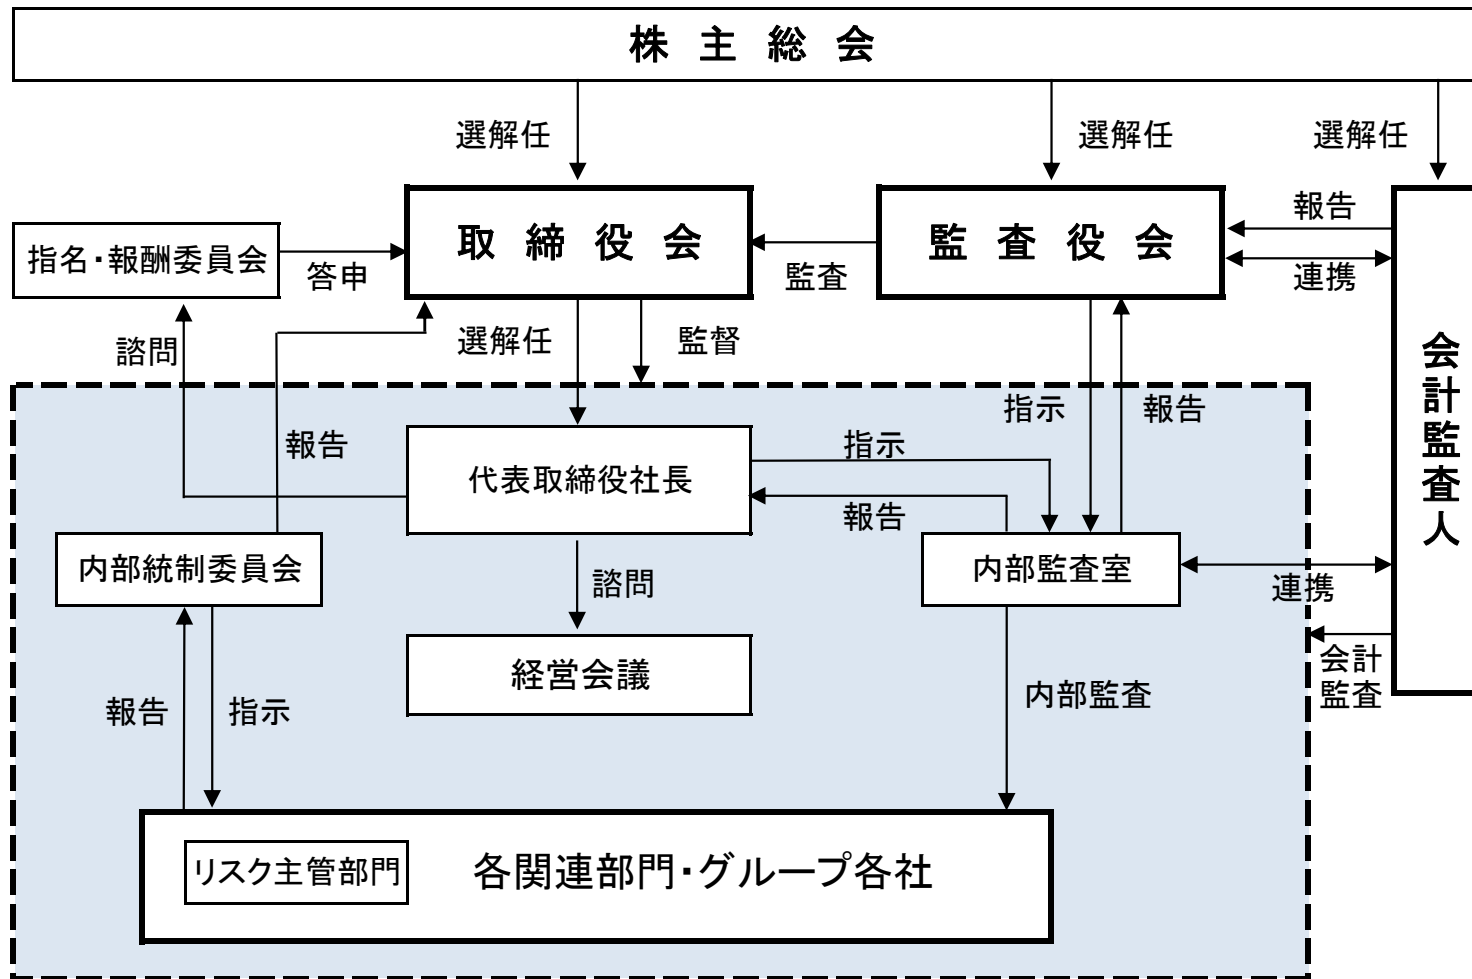 株主総会
選解任
選解任
選解任
取締役会
監査役会
報告
連携
指名・報酬委員会
答申
監査
諮問
選解任
監督
会計監査人
指示
報告
報告
代表取締役社長
指示
報告
内部統制委員会
諮問
内部監査室
連携
経営会議
会計
監査
報告
指示
内部監査
リスク主管部門
各関連部門・グループ各社